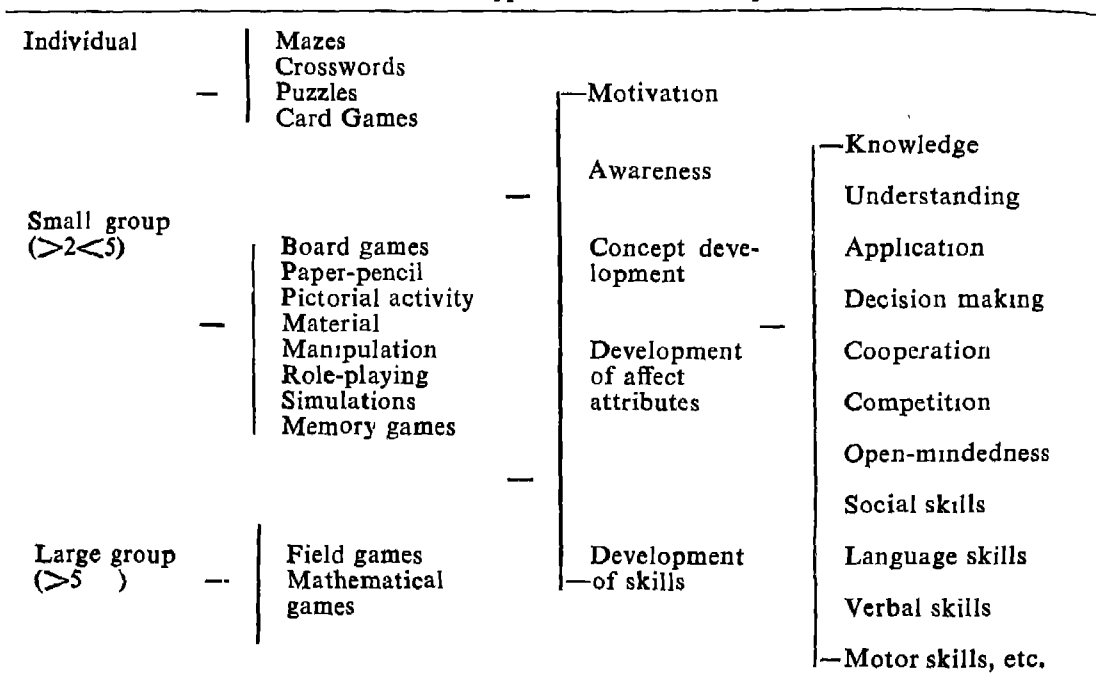 Individual
Mazes
Crosswords
Puzzles
Card Games
Small group
(>2<5)
Board games
Paper-pencil
Pictorial activity
Material
Manipulation
Role-playing
Simulations
Memory games
Large group
(>5 )
Field games
Mathematical
games
Motivation
Awareness
Concept deve-
lopment
Development
of affect
attributes
Development
of skills
Knowledge
Understanding
Application
Decision making
Cooperation
Competition
Open-mindedness
Social skills
Language skills
Verbal skills
Motor skills, etc.